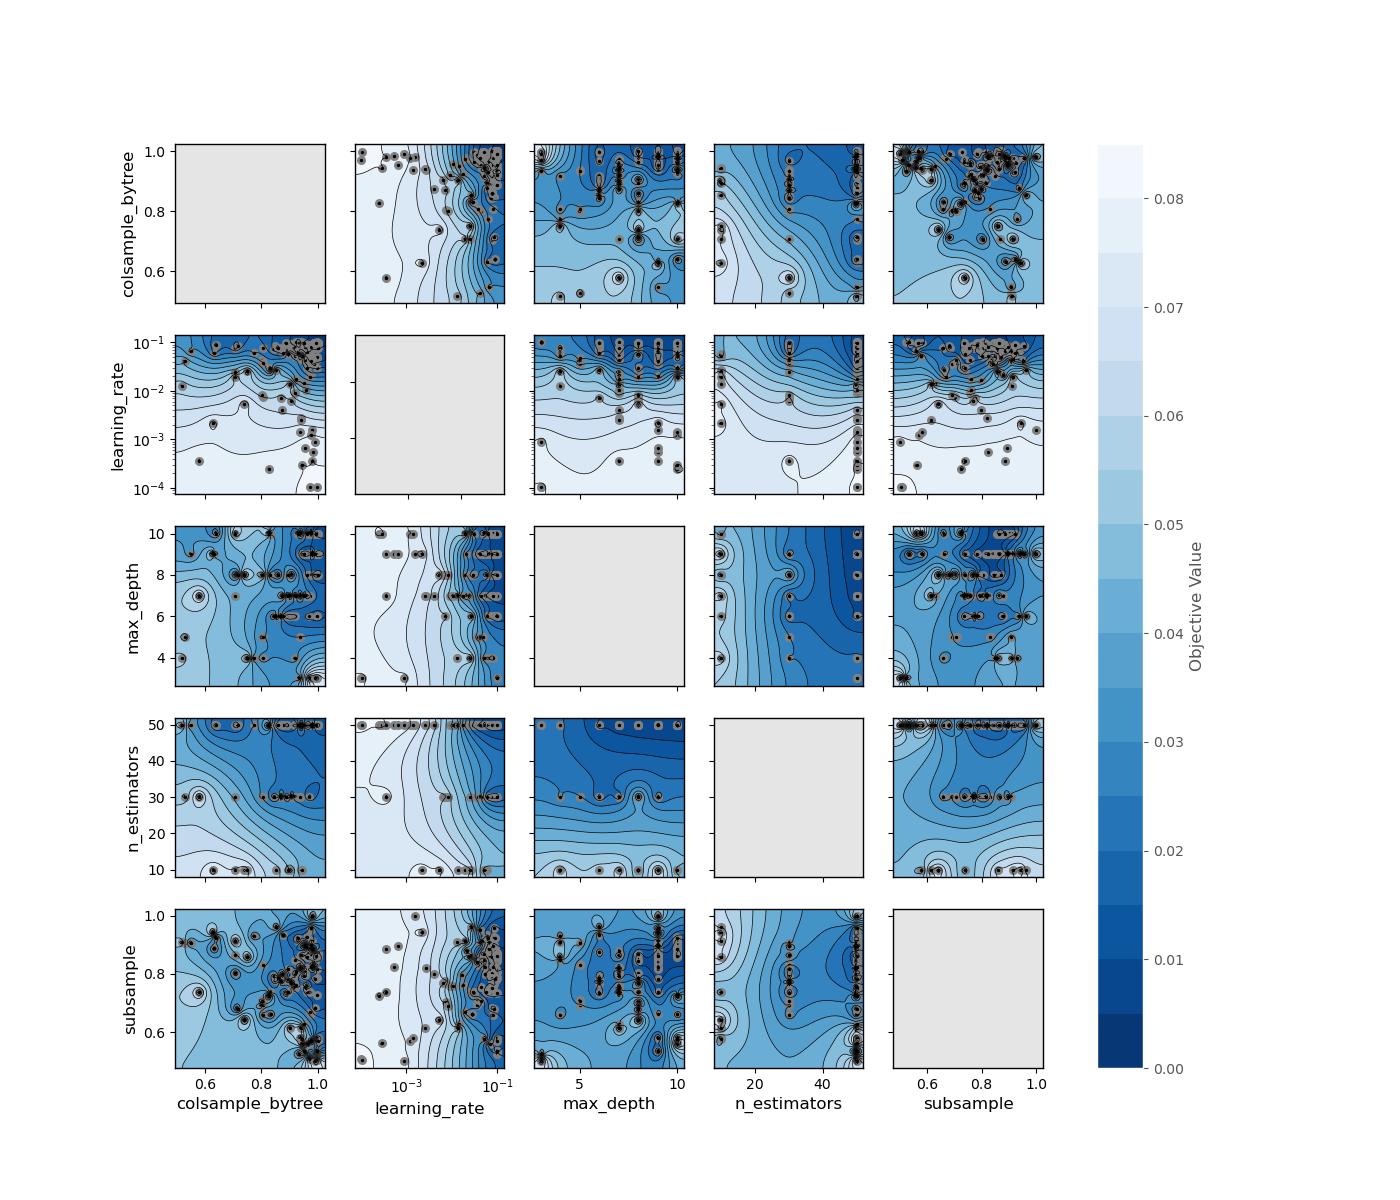 colsample_bytree
1.0
0.8
0.6
learning_rate
10⁻¹
10⁻²
10⁻³
10⁻⁴
max_depth
10
8
6
4
n_estimators
50
40
30
20
10
subsample
1.0
0.8
0.6
0.6 0.8 1.0
colsample_bytree
10⁻³ 10⁻¹
learning_rate
5 10
max_depth
20 40
n_estimators
0.6 0.8 1.0
subsample
0.08
0.07
0.06
0.05
0.04
0.03
0.02
0.01
0.00
Objective Value